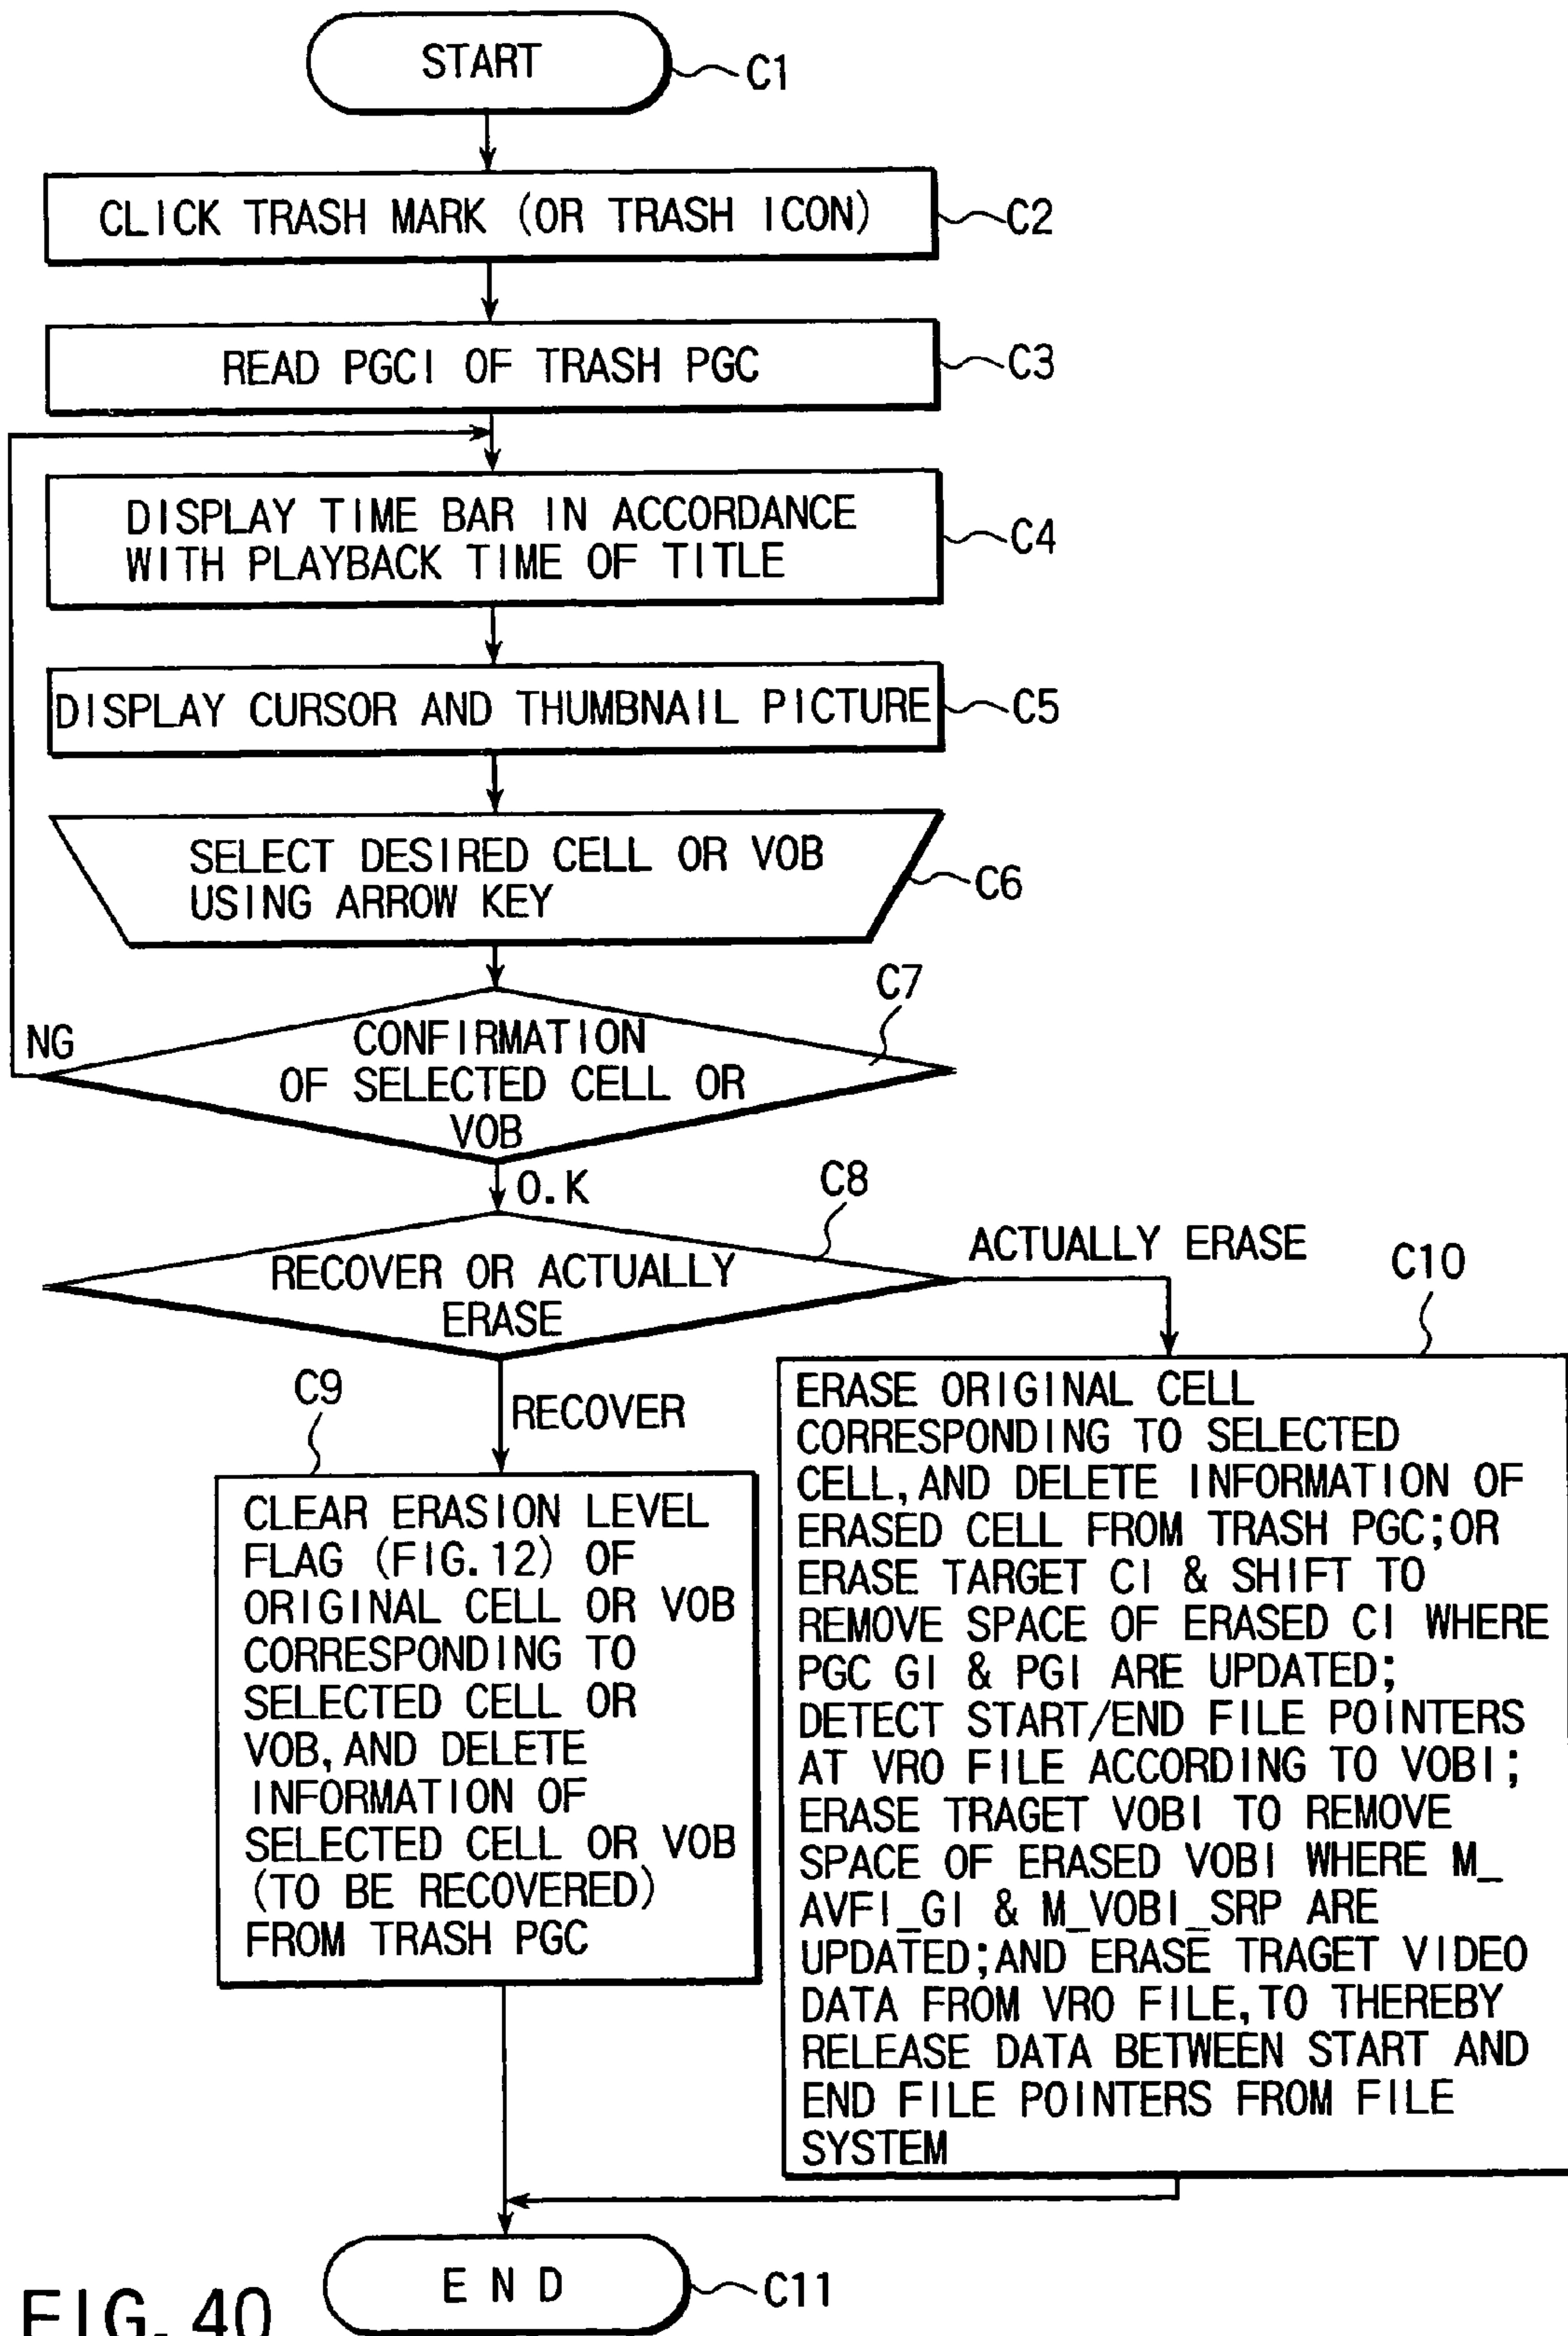 START
C1
CLICK TRASH MARK (OR TRASH ICON)
C2
READ PGCI OF TRASH PGC
C3
DISPLAY TIME BAR IN ACCORDANCE
WITH PLAYBACK TIME OF TITLE
C4
DISPLAY CURSOR AND THUMBNAIL PICTURE
C5
SELECT DESIRED CELL OR VOB
USING ARROW KEY
C6
C7
NG
CONFIRMATION
OF SELECTED CELL OR
VOB
O.K
C8
RECOVER OR ACTUALLY
ERASE
ACTUALLY ERASE
C10
C9
RECOVER
CLEAR ERASION LEVEL
FLAG (FIG.12) OF
ORIGINAL CELL OR VOB
CORRESPONDING TO
SELECTED CELL OR
VOB,AND DELETE
INFORMATION OF
SELECTED CELL OR VOB
(TO BE RECOVERED)
FROM TRASH PGC
ERASE ORIGINAL CELL
CORRESPONDING TO SELECTED
CELL,AND DELETE INFORMATION OF
ERASED CELL FROM TRASH PGC;OR
ERASE TARGET CI & SHIFT TO
REMOVE SPACE OF ERASED CI WHERE
PGC GI & PGI ARE UPDATED;
DETECT START/END FILE POINTERS
AT VRO FILE ACCORDING TO VOBI;
ERASE TRAGET VOBI TO REMOVE
SPACE OF ERASED VOBI WHERE M_
AVFI_GI & M_VOBI_SRP ARE
UPDATED;AND ERASE TRAGET VIDEO
DATA FROM VRO FILE,TO THEREBY
RELEASE DATA BETWEEN START AND
END FILE POINTERS FROM FILE
SYSTEM
END
C11
FIG. 40